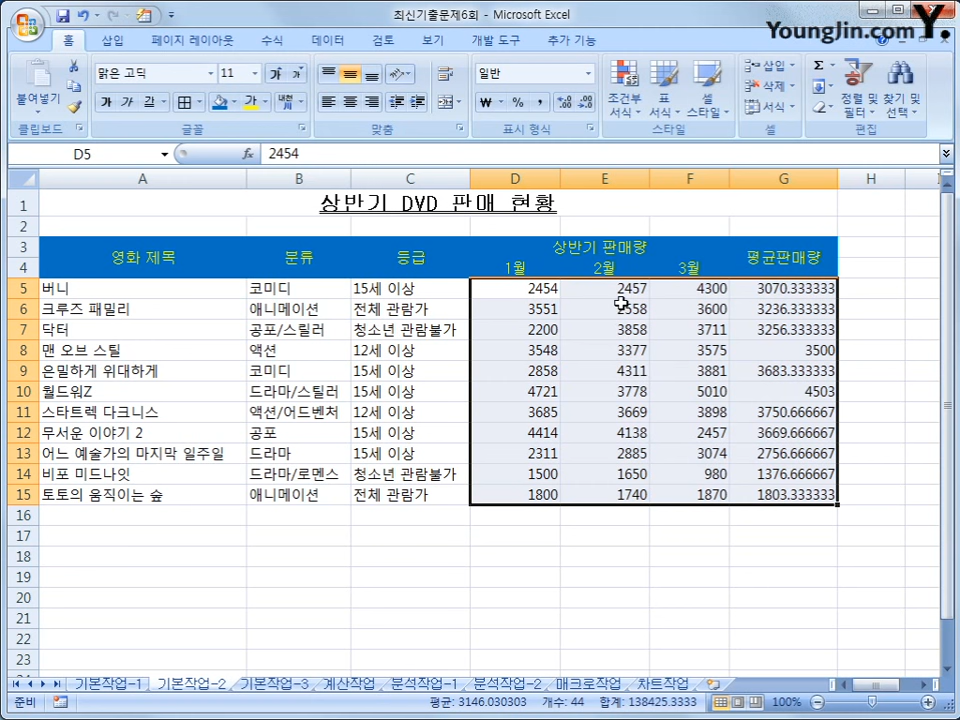 최신기출문제6회 - Microsoft Excel
YoungJin.com Y.
홈 삽입 페이지 레이아웃 수식 데이터 검토 보기 개발 도구 추가 기능
붙여넣기
맑은 고딕 11
가 가 가 가 가
일반
% ,
조건부 서식 표 서식 셀 스타일
삽입
삭제
서식
Σ
정렬 및 필터 찾기 및 선택
클립보드 글꼴 맞춤 표시 형식 스타일 셀 편집
D5 fx 2454
A B C D E F G H
1 상반기 DVD 판매 현황
2
3 영화 제목 분류 등급 상반기 판매량 평균판매량
4 1월 2월 3월
5 버니 코미디 15세 이상 2454 2457 4300 3070.333333
6 크루즈 패밀리 애니메이션 전체 관람가 3551 2558 3600 3236.333333
7 닥터 공포/스릴러 청소년 관람불가 2200 3858 3711 3256.333333
8 맨 오브 스틸 액션 12세 이상 3548 3377 3575 3500
9 은밀하게 위대하게 코미디 15세 이상 2858 4311 3881 3683.333333
10 월드워Z 드라마/스틸러 15세 이상 4721 3778 5010 4503
11 스타트렉 다크니스 액션/어드벤처 12세 이상 3685 3669 3898 3750.666667
12 무서운 이야기 2 공포 15세 이상 4414 4138 2457 3669.666667
13 어느 예술가의 마지막 일주일 드라마 15세 이상 2311 2885 3074 2756.666667
14 비포 미드나잇 드라마/로멘스 청소년 관람불가 1500 1650 980 1376.666667
15 토토의 움직이는 숲 애니메이션 전체 관람가 1800 1740 1870 1803.333333
16
17
18
19
20
21
22
23
기본작업-1 기본작업-2 기본작업-3 계산작업 분석작업-1 분석작업-2 매크로작업 차트작업
준비 평균: 3146.030303 개수: 44 합계: 138425.3333 100%